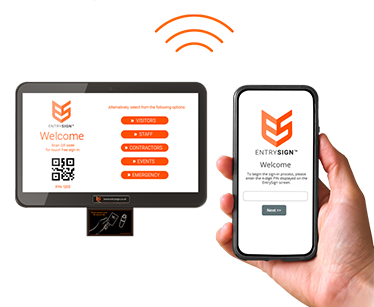 ENTRYSIGN™
Welcome
Scan QR code
for touch free sign in
PIN: 1200
Alternatively, select from the following options:
VISITORS
STAFF
CONTRACTORS
EVENTS
EMERGENCY
ENTRYSIGN™
Welcome
To begin the sign-in process, please
enter the 4-digit PIN displayed on the
EntrySign screen.
Next >>